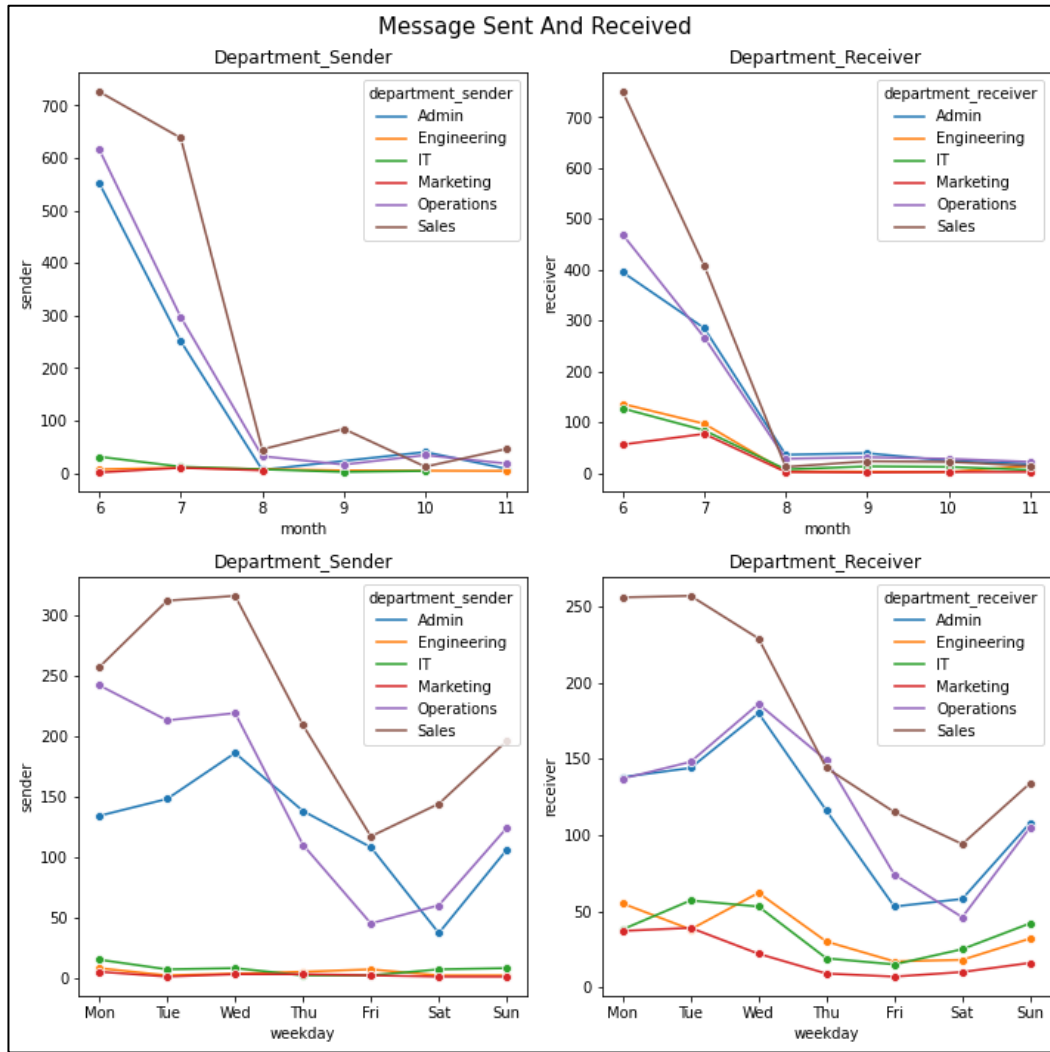 Message Sent And Received
Department_Sender
700
600
500
400
300
200
100
0
sender
6 7 8 9 10 11
month
department_sender
Admin
Engineering
IT
Marketing
Operations
Sales
Department_Receiver
700
600
500
400
300
200
100
0
receiver
6 7 8 9 10 11
month
department_receiver
Admin
Engineering
IT
Marketing
Operations
Sales
Department_Sender
300
250
200
150
100
50
0
sender
Mon Tue Wed Thu Fri Sat Sun
weekday
department_sender
Admin
Engineering
IT
Marketing
Operations
Sales
Department_Receiver
250
200
150
100
50
0
receiver
Mon Tue Wed Thu Fri Sat Sun
weekday
department_receiver
Admin
Engineering
IT
Marketing
Operations
Sales